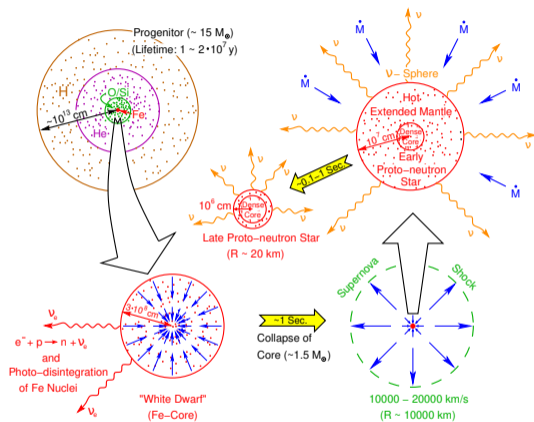 Progenitor (~ 15 M⊙)
(Lifetime: 1 ~ 2•10⁷ y)
H
O/Si
Fe
He
~10¹³ cm
Ṁ
Ṁ
Ṁ
Ṁ
Ṁ
ν
ν
ν
ν
ν
ν
ν
ν
ν–Sphere
Hot
Extended Mantle
10⁷ cm
Dense
Core
Early
Proto–neutron
Star
~0.1–1 Sec.
ν
ν
ν
ν
ν
10⁶ cm
Dense
Core
Late Proto–neutron Star
(R ~ 20 km)
3•10⁸ cm
νₑ
e⁻ + p → n + νₑ
and
Photo–disintegration
of Fe Nuclei
νₑ
"White Dwarf"
(Fe–Core)
~1 Sec.
Collapse of
Core (~1.5 M⊙)
Supernova
Shock
10000 – 20000 km/s
(R ~ 10000 km)